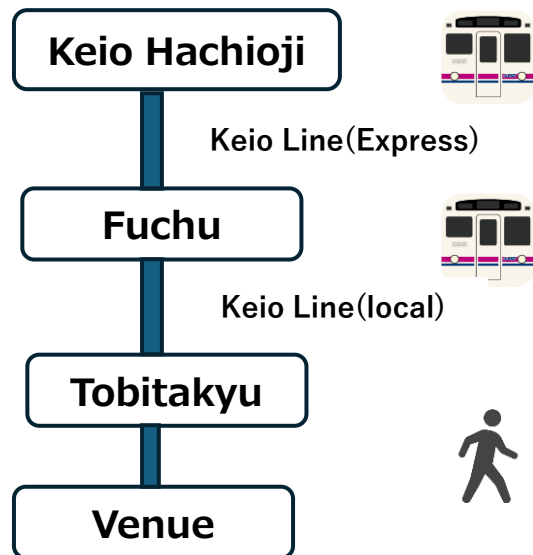 Keio Hachioji
Keio Line(Express)
Fuchu
Keio Line(local)
Tobitakyu
Venue